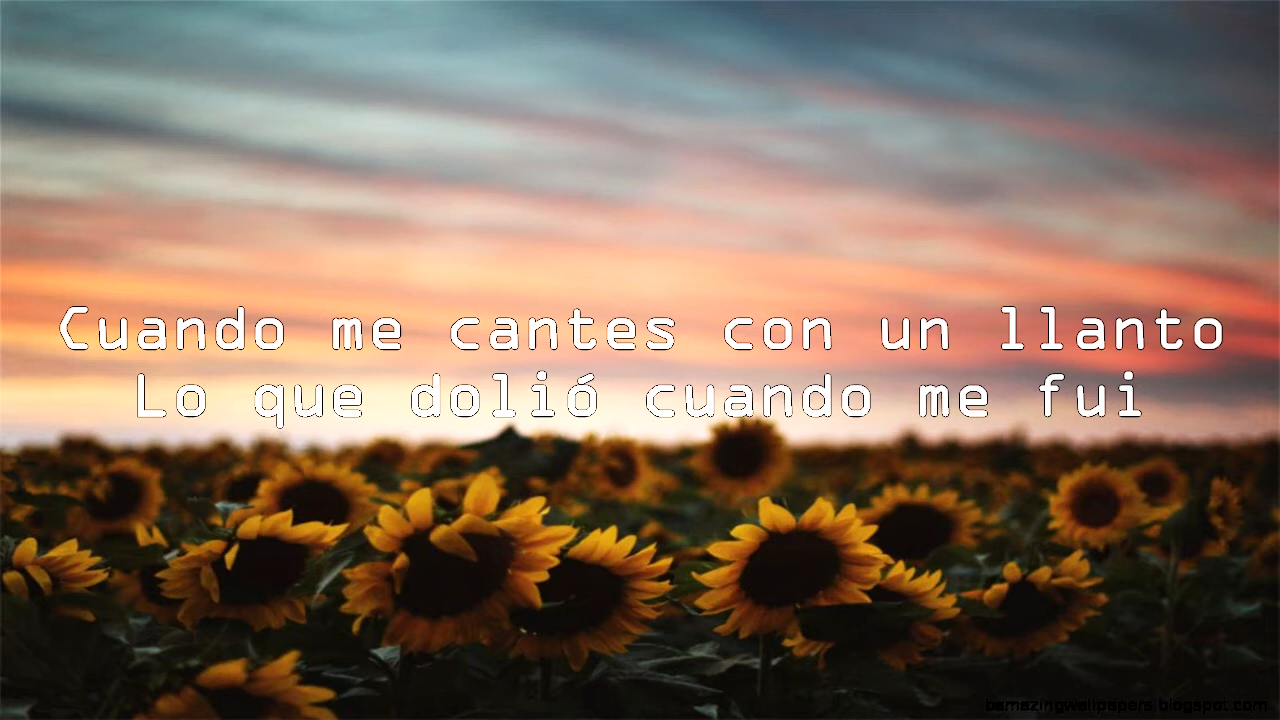 Cuando me cantes con un llanto
Lo que dolió cuando me fui
bamazingwallpapers.blogspot.com